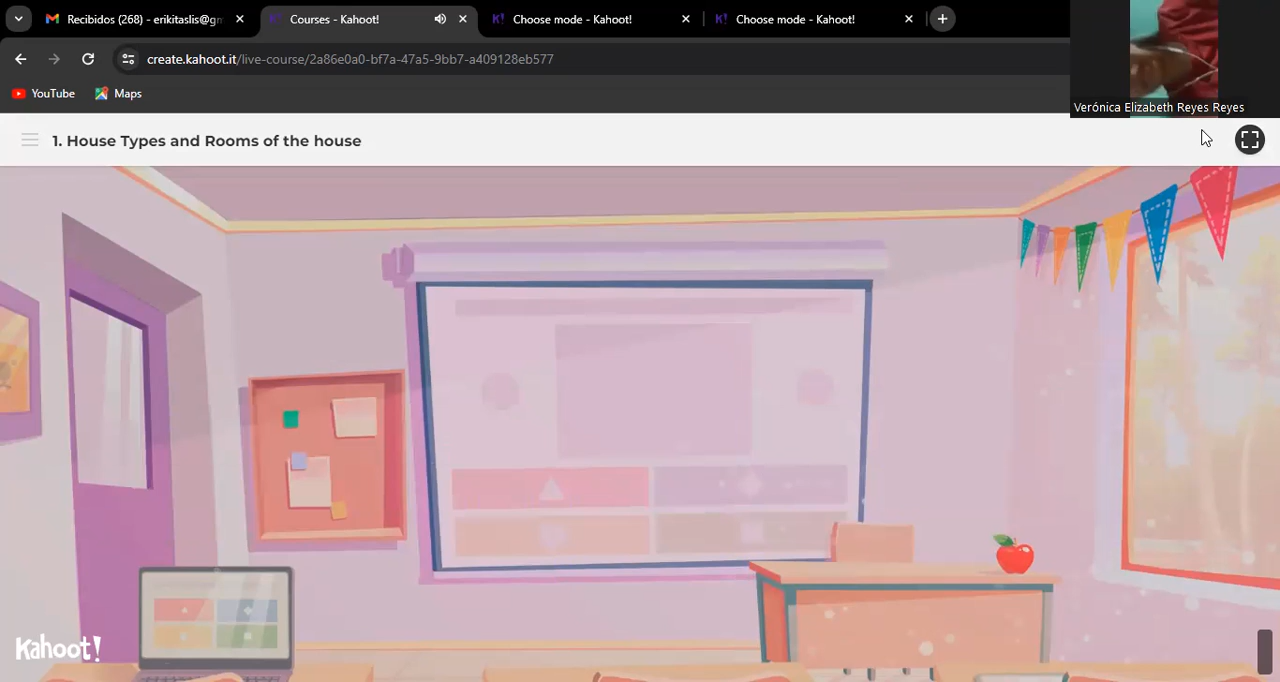 Recibidos (268) - erikitaslis@gm
Courses - Kahoot!
Choose mode - Kahoot!
Choose mode - Kahoot!
create.kahoot.it/live-course/2a86e0a0-bf7a-47a5-9bb7-a409128eb577
YouTube
Maps
Verónica Elizabeth Reyes Reyes
1. House Types and Rooms of the house
Kahoot!